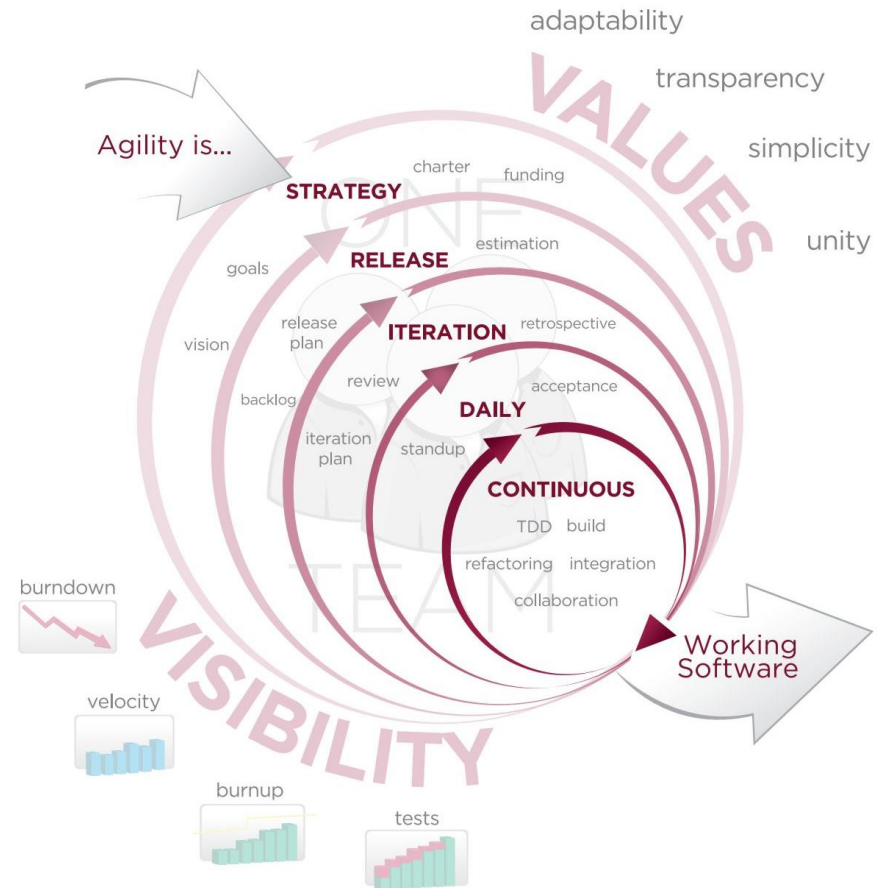 adaptability
VALUES
transparency
simplicity
unity
Agility is...
STRATEGY
charter
funding
ONE
goals
vision
RELEASE
estimation
release
plan
backlog
ITERATION
retrospective
review
iteration
plan
DAILY
acceptance
standup
CONTINUOUS
TDD
build
refactoring
integration
collaboration
TEAM
Working
Software
VISIBILITY
burndown
velocity
burnup
tests